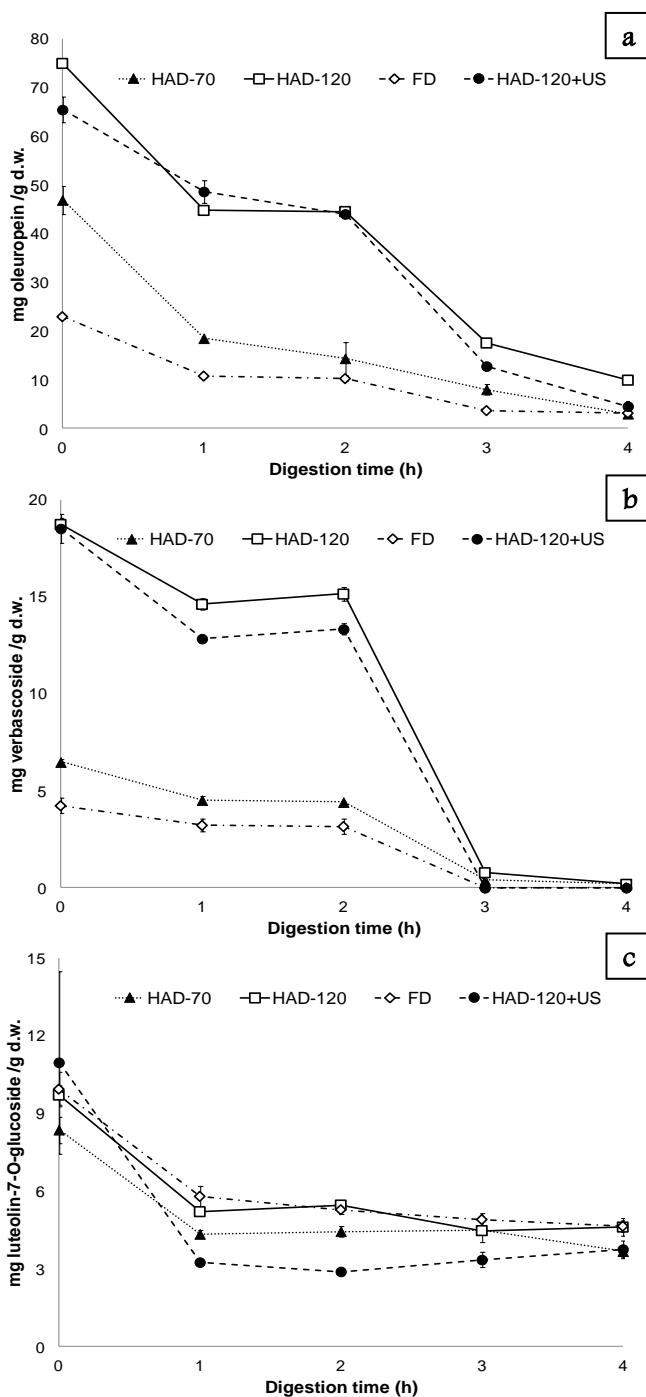 a
80
HAD-70 HAD-120 FD HAD-120+US
70
60
50
40
30
20
10
0
mg oleuropein /g d.w.
0 1 2 3 4
Digestion time (h)
b
20
HAD-70 HAD-120 FD HAD-120+US
15
10
5
0
mg verbascoside /g d.w.
0 1 2 3 4
Digestion time (h)
c
15
HAD-70 HAD-120 FD HAD-120+US
12
9
6
3
0
mg luteolin-7-O-glucoside /g d.w.
0 1 2 3 4
Digestion time (h)